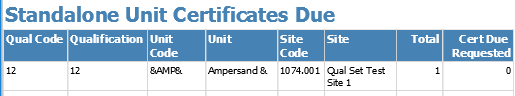 Standalone Unit Certificates Due
Qual Code Qualification Unit Code Unit Site Code Site Total Cert Due Requested
12 12 &AMP& Ampersand & 1074.001 Qual Set Test Site 1 1 0